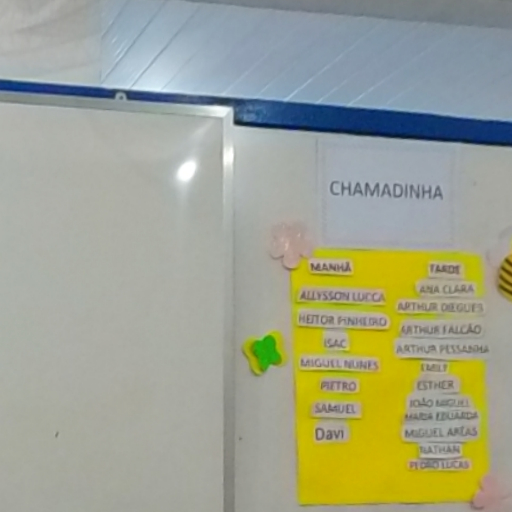 CHAMADINHA
MANHÃ
ALLYSSON LUCCA
HEITOR PINHEIRO
ISAC
MIGUEL NUNES
PIETRO
SAMUEL
Davi
TARDE
ANA CLARA
ARTHUR DIEGUES
ARTHUR FALCÃO
ARTHUR PESSANHA
EMILY
ESTHER
JOÃO MIGUEL
MARIA EDUARDA
MIGUEL AREAS
NATHAN
PEDRO LUCAS